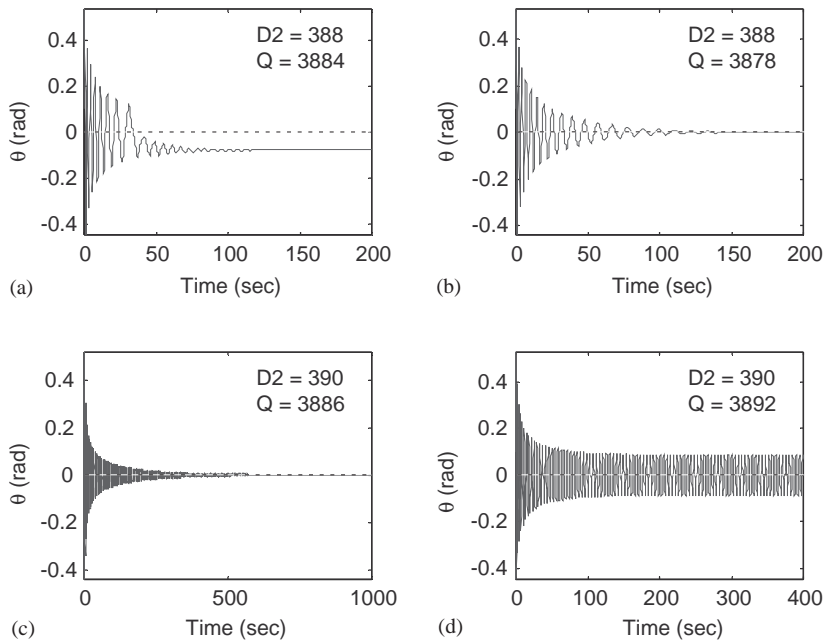 D2 = 388
Q = 3884
0.4
0.2
0
-0.2
-0.4
θ (rad)
0 50 100 150 200
Time (sec)
(a)
D2 = 388
Q = 3878
0.4
0.2
0
-0.2
-0.4
θ (rad)
0 50 100 150 200
Time (sec)
(b)
D2 = 390
Q = 3886
0.4
0.2
0
-0.2
-0.4
θ (rad)
0 500 1000
Time (sec)
(c)
D2 = 390
Q = 3892
0.4
0.2
0
-0.2
-0.4
θ (rad)
0 100 200 300 400
Time (sec)
(d)